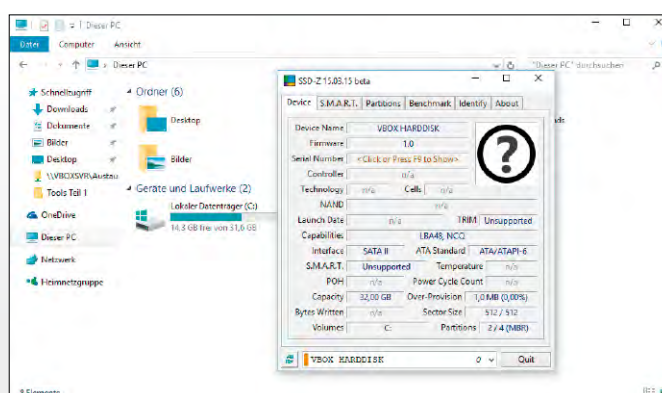 Dieser PC
Datei Computer Ansicht
Dieser PC
"Dieser PC" durchsuchen
Schnellzugriff
Downloads
Dokumente
Bilder
Desktop
\\VBOXSVR\Austau
Tools Teil 1
OneDrive
Dieser PC
Netzwerk
Heimnetzgruppe
Ordner (6)
Desktop
Bilder
Geräte und Laufwerke (2)
Lokaler Datenträger (C:)
14,3 GB frei von 31,6 GB
SSD-Z 15.03.15 beta
Device S.M.A.R.T. Partitions Benchmark Identify About
Device Name VBOX HARDDISK
Firmware 1.0
Serial Number <Click or Press F9 to Show>
Controller n/a
Technology n/a Cells n/a
NAND n/a
Launch Date n/a TRIM Unsupported
Capabilities LBA48, NCQ
Interface SATA II ATA Standard ATA/ATAPI-6
S.M.A.R.T. Unsupported Temperature n/a
POH n/a Power Cycle Count n/a
Capacity 32,00 GB Over-Provision 1,0 MB (0,00%)
Bytes Written n/a Sector Size 512 / 512
Volumes C: Partitions 2 / 4 (MBR)
?
VBOX HARDDISK 0 Quit